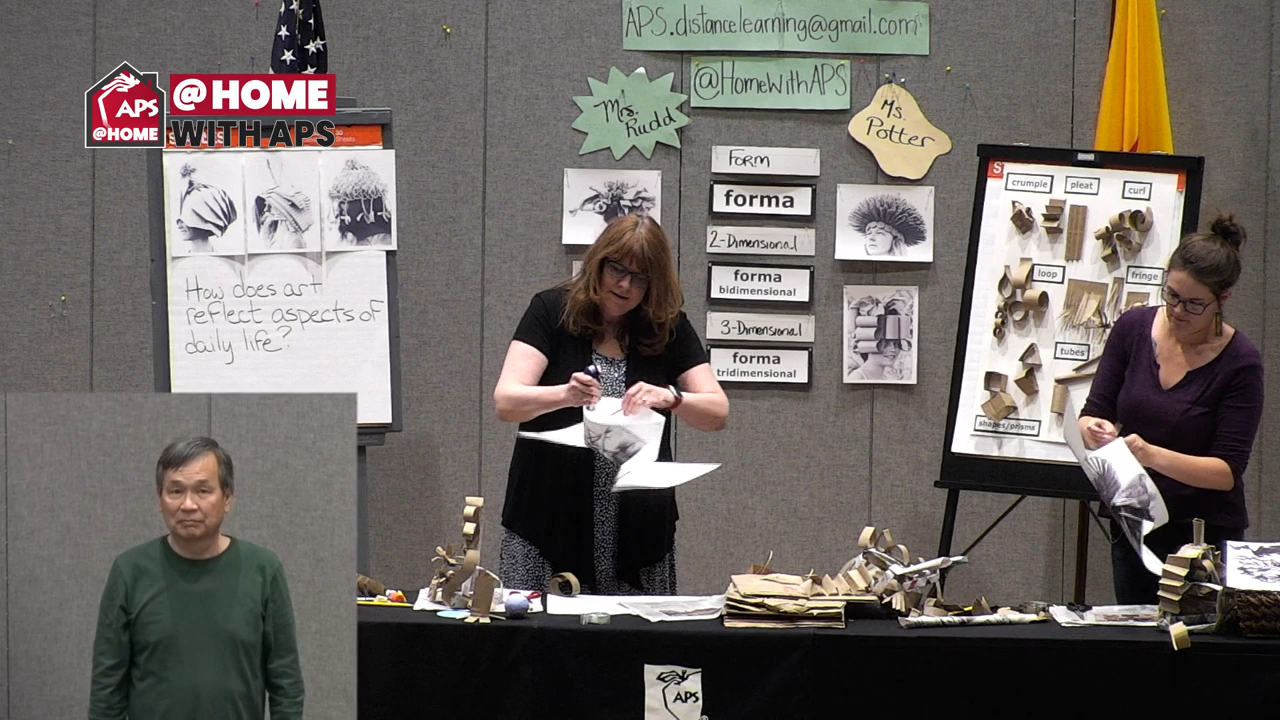 APS.distancelearning@gmail.com
@HomeWithAPS
Mrs.
Rudd
Ms.
Potter
APS
@HOME
@HOME
WITH APS
How does art
reflect aspects of
daily life?
FORM
forma
2-Dimensional
forma
bidimensional
3-Dimensional
forma
tridimensional
crumple
pleat
curl
loop
fringe
tubes
shapes/prisms
APS